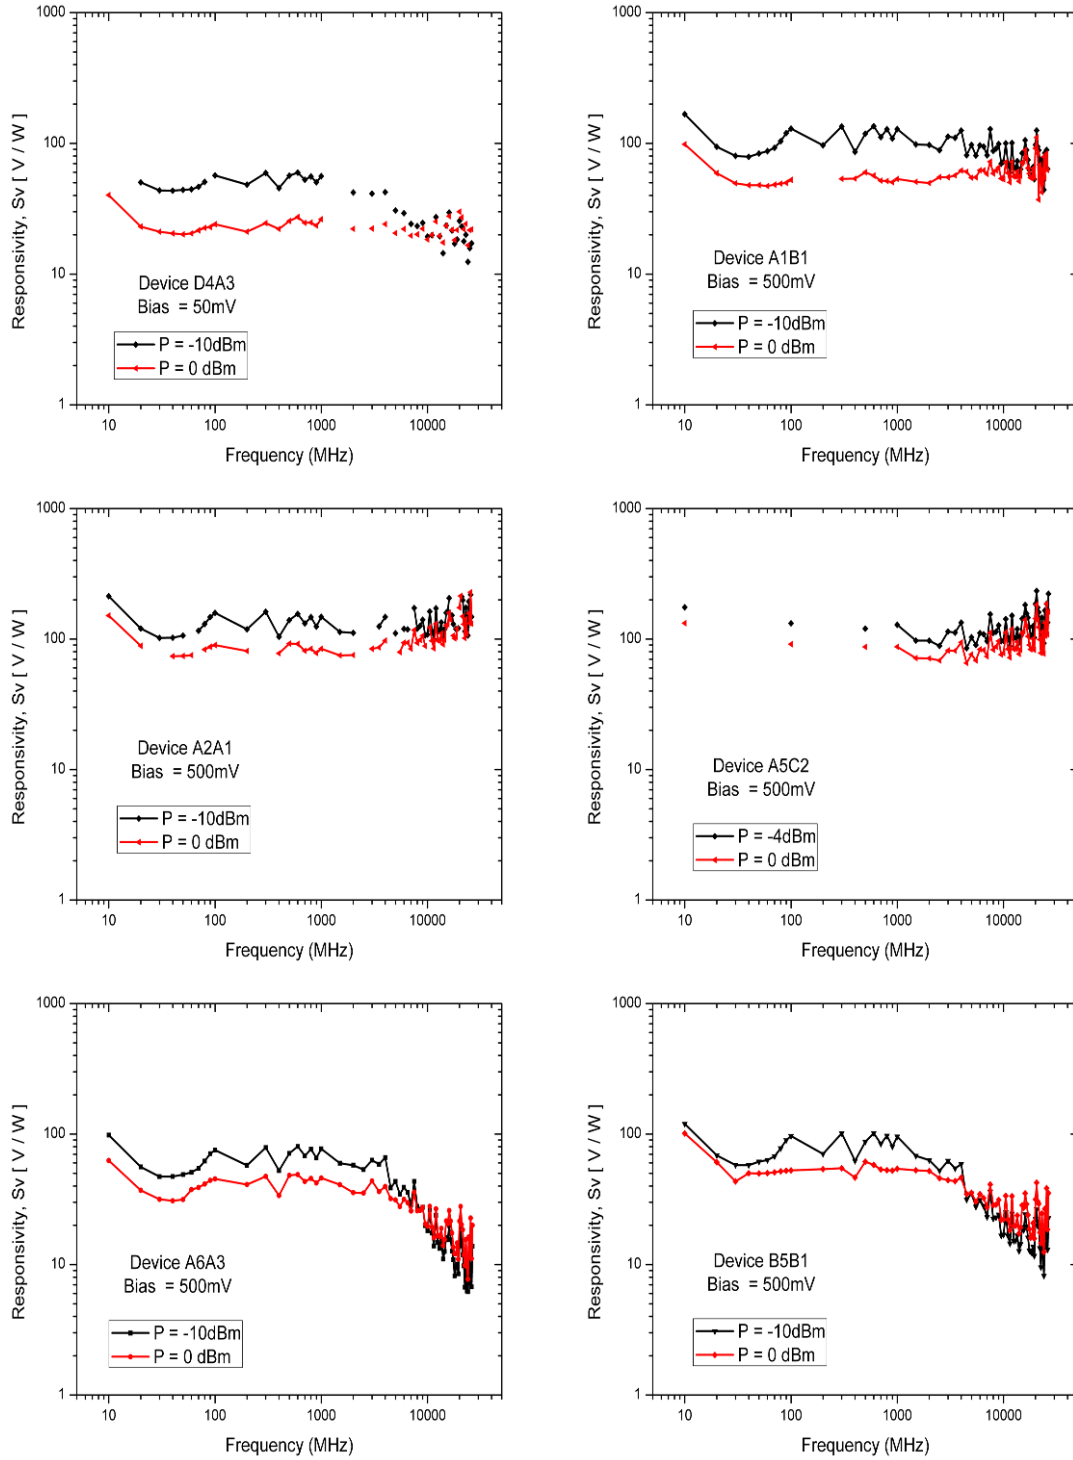 1000
100
10
1
Responsivity, Sv [ V / W ]
Device D4A3
Bias = 50mV
P = -10dBm
P = 0 dBm
10 100 1000 10000
Frequency (MHz)
1000
100
10
1
Responsivity, Sv [ V / W ]
Device A1B1
Bias = 500mV
P = -10dBm
P = 0 dBm
10 100 1000 10000
Frequency (MHz)
1000
100
10
1
Responsivity, Sv [ V / W ]
Device A2A1
Bias = 500mV
P = -10dBm
P = 0 dBm
10 100 1000 10000
Frequency (MHz)
1000
100
10
1
Responsivity, Sv [ V / W ]
Device A5C2
Bias = 500mV
P = -4dBm
P = 0 dBm
10 100 1000 10000
Frequency (MHz)
1000
100
10
1
Responsivity, Sv [ V / W ]
Device A6A3
Bias = 500mV
P = -10dBm
P = 0 dBm
10 100 1000 10000
Frequency (MHz)
1000
100
10
1
Responsivity, Sv [ V / W ]
Device B5B1
Bias = 500mV
P = -10dBm
P = 0 dBm
10 100 1000 10000
Frequency (MHz)